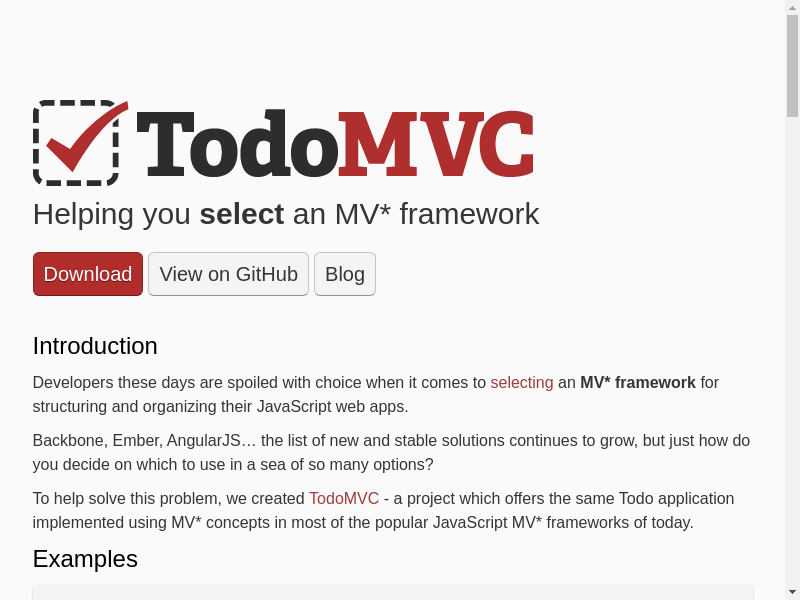 TodoMVC
Helping you select an MV* framework
Download View on GitHub Blog
Introduction
Developers these days are spoiled with choice when it comes to selecting an MV* framework for
structuring and organizing their JavaScript web apps.
Backbone, Ember, AngularJS… the list of new and stable solutions continues to grow, but just how do
you decide on which to use in a sea of so many options?
To help solve this problem, we created TodoMVC - a project which offers the same Todo application
implemented using MV* concepts in most of the popular JavaScript MV* frameworks of today.
Examples